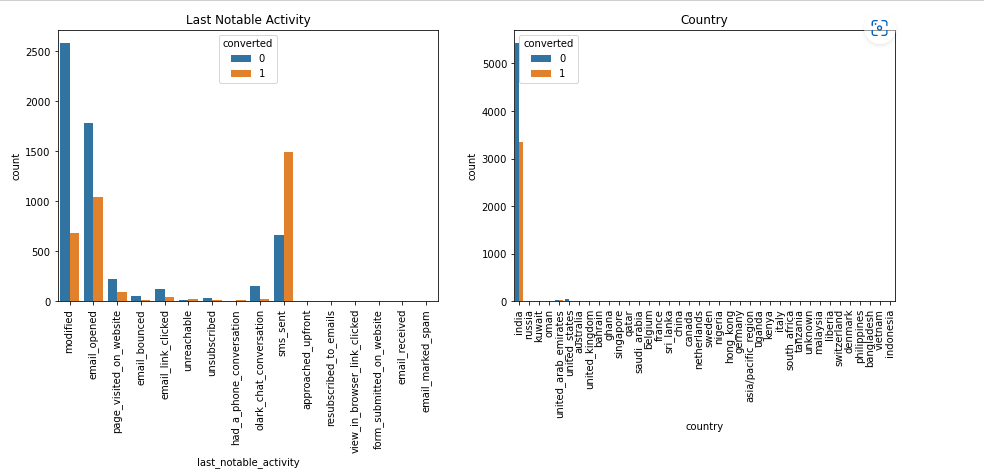 Last Notable Activity
converted
0
1
2500
2000
1500
1000
500
0
count
modified
email_opened
page_visited_on_website
email_bounced
email_link_clicked
unreachable
unsubscribed
had_a_phone_conversation
olark_chat_conversation
sms_sent
approached_upfront
resubscribed_to_emails
view_in_browser_link_clicked
form_submitted_on_website
email_received
email_marked_spam
last_notable_activity
Country
converted
0
1
5000
4000
3000
2000
1000
0
count
india
russia
kuwait
oman
united_arab_emirates
united_states
australia
united_kingdom
bahrain
ghana
singapore
qatar
saudi_arabia
belgium
france
sri_lanka
china
canada
netherlands
sweden
nigeria
hong_kong
germany
asia/pacific_region
uganda
kenya
italy
south_africa
tanzania
unknown
malaysia
liberia
switzerland
denmark
philippines
bangladesh
vietnam
indonesia
country